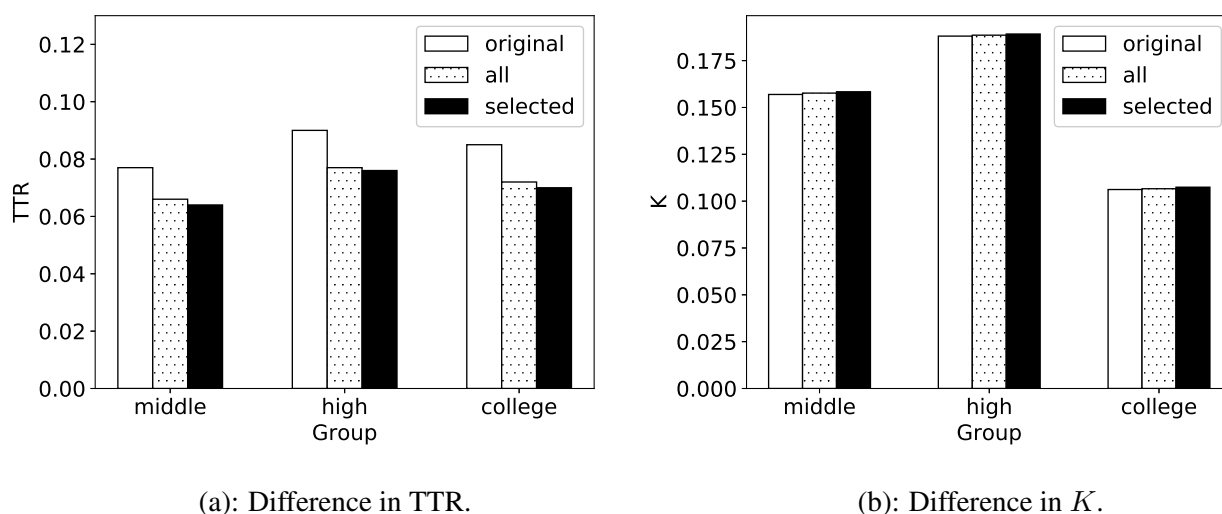 0.12
0.10
0.08
0.06
0.04
0.02
0.00
TTR
original
all
selected
middle high college
Group
(a): Difference in TTR.
0.175
0.150
0.125
0.100
0.075
0.050
0.025
0.000
K
original
all
selected
middle high college
Group
(b): Difference in K.